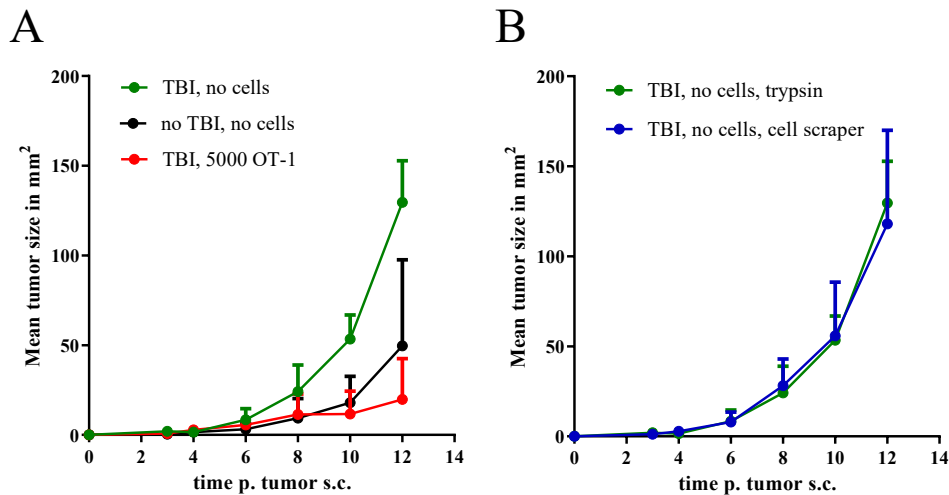 A
Mean tumor size in mm²
200
150
100
50
0
TBI, no cells
no TBI, no cells
TBI, 5000 OT-1
0 2 4 6 8 10 12 14
time p. tumor s.c.
B
Mean tumor size in mm²
200
150
100
50
0
TBI, no cells, trypsin
TBI, no cells, cell scraper
0 2 4 6 8 10 12 14
time p. tumor s.c.